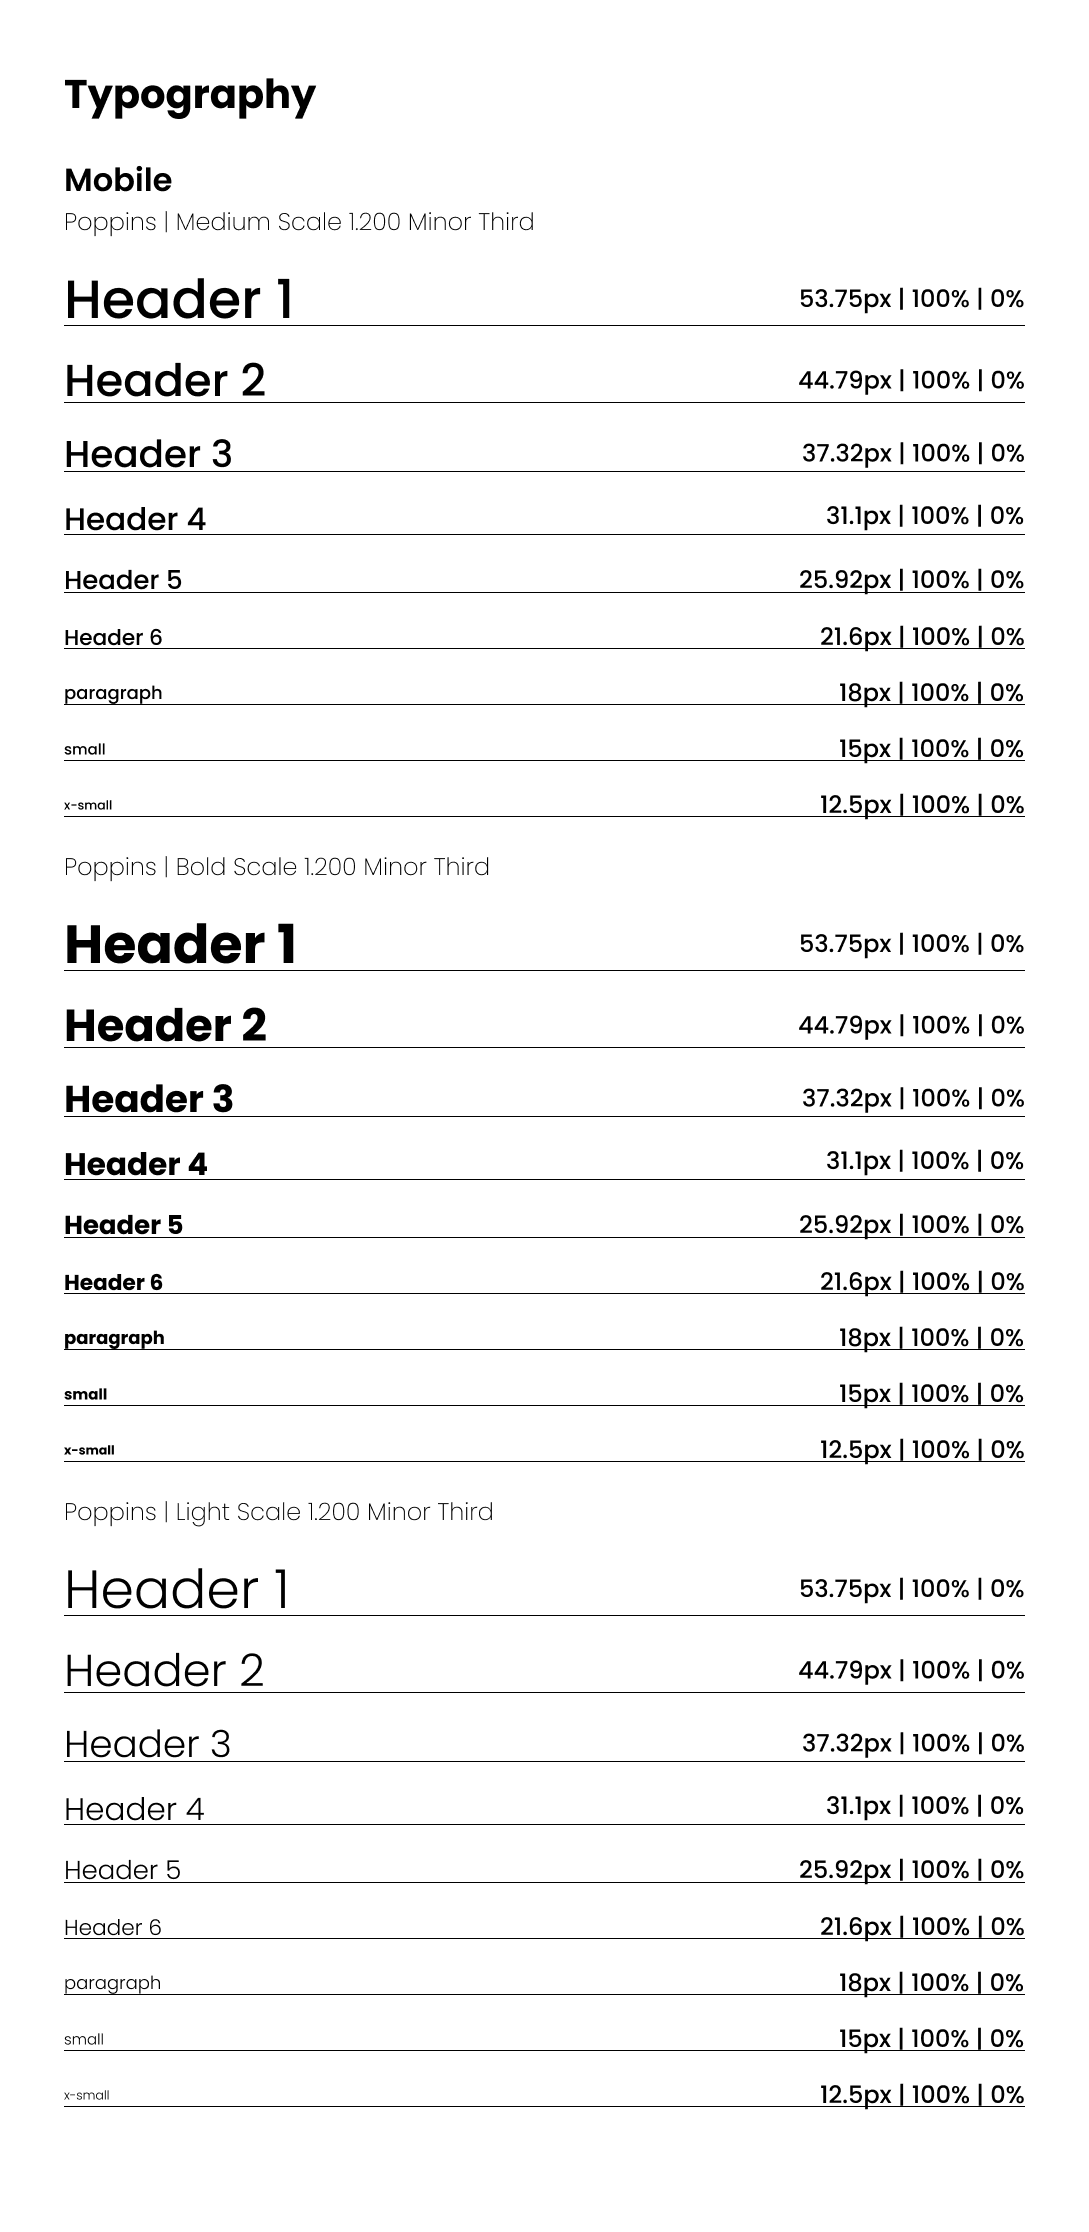 Typography
Mobile
Poppins | Medium Scale 1.200 Minor Third
Header 1 53.75px | 100% | 0%
Header 2 44.79px | 100% | 0%
Header 3 37.32px | 100% | 0%
Header 4 31.1px | 100% | 0%
Header 5 25.92px | 100% | 0%
Header 6 21.6px | 100% | 0%
paragraph 18px | 100% | 0%
small 15px | 100% | 0%
x-small 12.5px | 100% | 0%
Poppins | Bold Scale 1.200 Minor Third
Header 1 53.75px | 100% | 0%
Header 2 44.79px | 100% | 0%
Header 3 37.32px | 100% | 0%
Header 4 31.1px | 100% | 0%
Header 5 25.92px | 100% | 0%
Header 6 21.6px | 100% | 0%
paragraph 18px | 100% | 0%
small 15px | 100% | 0%
x-small 12.5px | 100% | 0%
Poppins | Light Scale 1.200 Minor Third
Header 1 53.75px | 100% | 0%
Header 2 44.79px | 100% | 0%
Header 3 37.32px | 100% | 0%
Header 4 31.1px | 100% | 0%
Header 5 25.92px | 100% | 0%
Header 6 21.6px | 100% | 0%
paragraph 18px | 100% | 0%
small 15px | 100% | 0%
x-small 12.5px | 100% | 0%